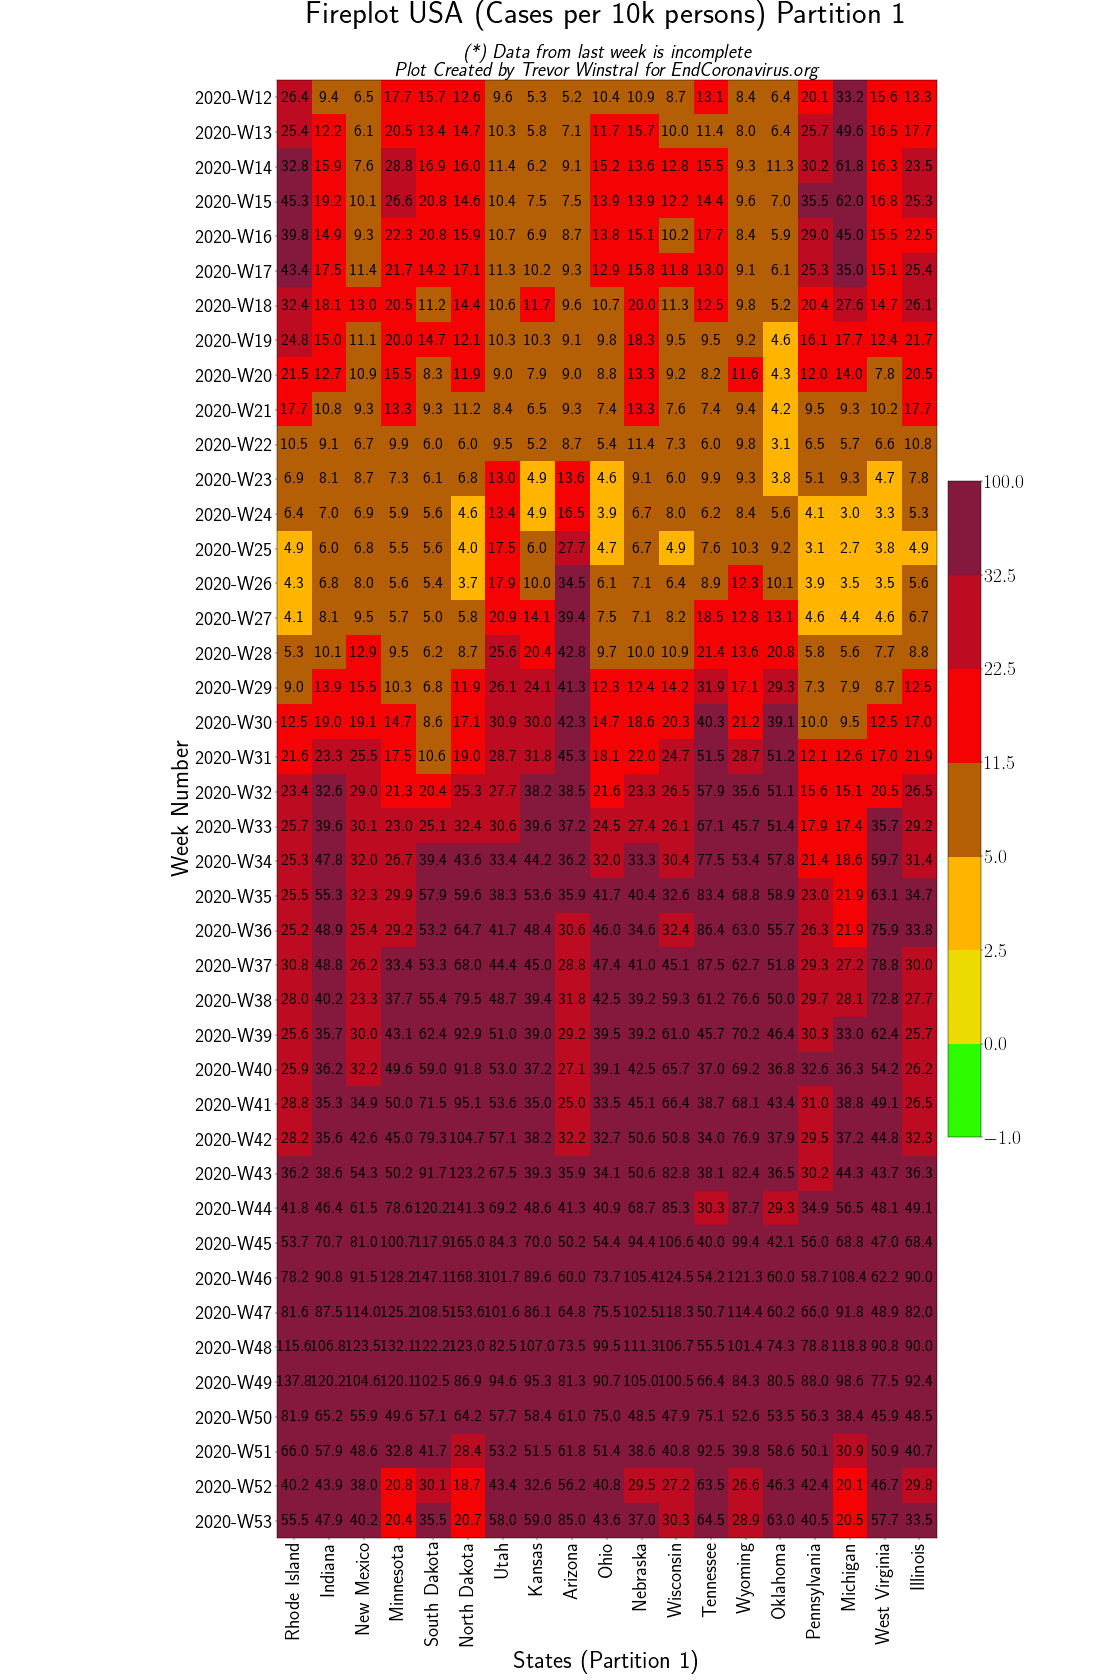 Fireplot USA (Cases per 10k persons) Partition 1
(*) Data from last week is incomplete
Plot Created by Trevor Winstral for EndCoronavirus.org
2020-W12 26.4 9.4 6.5 17.7 15.7 12.6 9.6 5.3 5.2 10.4 10.9 8.7 13.1 8.4 6.4 20.1 33.2 15.6 13.3
2020-W13 25.4 12.2 6.1 20.5 13.4 14.7 10.3 5.8 7.1 11.7 15.7 10.0 11.4 8.0 6.4 25.7 49.6 16.5 17.7
2020-W14 32.8 15.9 7.6 28.8 16.9 16.0 11.4 6.2 9.1 15.2 13.6 12.8 15.5 9.3 11.3 30.2 61.8 16.3 23.5
2020-W15 45.3 19.2 10.1 26.6 20.8 14.6 10.4 7.5 7.5 13.9 13.9 12.2 14.4 9.6 7.0 35.5 62.0 16.8 25.3
2020-W16 39.8 14.9 9.3 22.3 20.8 15.9 10.7 6.9 8.7 13.8 15.1 10.2 17.7 8.4 5.9 29.0 45.0 15.5 22.5
2020-W17 43.4 17.5 11.4 21.7 14.2 17.1 11.3 10.2 9.3 12.9 15.8 11.8 13.0 9.1 6.1 25.3 35.0 15.1 25.4
2020-W18 32.4 18.1 13.0 20.5 11.2 14.4 10.6 11.7 9.6 10.7 20.0 11.3 12.5 9.8 5.2 20.4 27.6 14.7 26.1
2020-W19 24.8 15.0 11.1 20.0 14.7 12.1 10.3 10.3 9.1 9.8 18.3 9.5 9.5 9.2 4.6 16.1 17.7 12.4 21.7
2020-W20 21.5 12.7 10.9 15.5 8.3 11.9 9.0 7.9 9.0 8.8 13.3 9.2 8.2 11.6 4.3 12.0 14.0 7.8 20.5
2020-W21 17.7 10.8 9.3 13.3 9.3 11.2 8.4 6.5 9.3 7.4 13.3 7.6 7.4 9.4 4.2 9.5 9.3 10.2 17.7
2020-W22 10.5 9.1 6.7 9.9 6.0 6.0 9.5 5.2 8.7 5.4 11.4 7.3 6.0 9.8 3.1 6.5 5.7 6.6 10.8
2020-W23 6.9 8.1 8.7 7.3 6.1 6.8 13.0 4.9 13.6 4.6 9.1 6.0 9.9 9.3 3.8 5.1 9.3 4.7 7.8
2020-W24 6.4 7.0 6.9 5.9 5.6 4.6 13.4 4.9 16.5 3.9 6.7 8.0 6.2 8.4 5.6 4.1 3.0 3.3 5.3
2020-W25 4.9 6.0 6.8 5.5 5.6 4.0 17.5 6.0 27.7 4.7 6.7 4.9 7.6 10.3 9.2 3.1 2.7 3.8 4.9
2020-W26 4.3 6.8 8.0 5.6 5.4 3.7 17.9 10.0 34.5 6.1 7.1 6.4 8.9 12.3 10.1 3.9 3.5 3.5 5.6
2020-W27 4.1 8.1 9.5 5.7 5.0 5.8 20.9 14.1 39.4 7.5 7.1 8.2 18.5 12.8 13.1 4.6 4.4 4.6 6.7
2020-W28 5.3 10.1 12.9 9.5 6.2 8.7 25.6 20.4 42.8 9.7 10.0 10.9 21.4 13.6 20.8 5.8 5.6 7.7 8.8
2020-W29 9.0 13.9 15.5 10.3 6.8 11.9 26.1 24.1 41.3 12.3 12.4 14.2 31.9 17.1 29.3 7.3 7.9 8.7 12.5
2020-W30 12.5 19.0 19.1 14.7 8.6 17.1 30.9 30.0 42.3 14.7 18.6 20.3 40.3 21.2 39.1 10.0 9.5 12.5 17.0
2020-W31 21.6 23.3 25.5 17.5 10.6 19.0 28.7 31.8 45.3 18.1 22.0 24.7 51.5 28.7 51.2 12.1 12.6 17.0 21.9
2020-W32 23.4 32.6 29.0 21.3 20.4 25.3 27.7 38.2 38.5 21.6 23.3 26.5 57.9 35.6 51.1 15.6 15.1 20.5 26.5
2020-W33 25.7 39.6 30.1 23.0 25.1 32.4 30.6 39.6 37.2 24.5 27.4 26.1 67.1 45.7 51.4 17.9 17.4 35.7 29.2
2020-W34 25.3 47.8 32.0 26.7 39.4 43.6 33.4 44.2 36.2 32.0 33.3 30.4 77.5 53.4 57.8 21.4 18.6 59.7 31.4
2020-W35 25.5 55.3 32.3 29.9 57.9 59.6 38.3 53.6 35.9 41.7 40.4 32.6 83.4 68.8 58.9 23.0 21.9 63.1 34.7
2020-W36 25.2 48.9 25.4 29.2 53.2 64.7 41.7 48.4 30.6 46.0 34.6 32.4 86.4 63.0 55.7 26.3 21.9 75.9 33.8
2020-W37 30.8 48.8 26.2 33.4 53.3 68.0 44.4 45.0 28.8 47.4 41.0 45.1 87.5 62.7 51.8 29.3 27.2 78.8 30.0
2020-W38 28.0 40.2 23.3 37.7 55.4 79.5 48.7 39.4 31.8 42.5 39.2 59.3 61.2 76.6 50.0 29.7 28.1 72.8 27.7
2020-W39 25.6 35.7 30.0 43.1 62.4 92.9 51.0 39.0 29.2 39.5 39.2 61.0 45.7 70.2 46.4 30.3 33.0 62.4 25.7
2020-W40 25.9 36.2 32.2 49.6 59.0 91.8 53.0 37.2 27.1 39.1 42.5 65.7 37.0 69.2 36.8 32.6 36.3 54.2 26.2
2020-W41 28.8 35.3 34.9 50.0 71.5 95.1 53.6 35.0 25.0 33.5 45.1 66.4 38.7 68.1 43.4 31.0 38.8 49.1 26.5
2020-W42 28.2 35.6 42.6 45.0 79.3 104.7 57.1 38.2 32.2 32.7 50.6 50.8 34.0 76.9 37.9 29.5 37.2 44.8 32.3
2020-W43 36.2 38.6 54.3 50.2 91.7 123.2 67.5 39.3 35.9 34.1 50.6 82.8 38.1 82.4 36.5 30.2 44.3 43.7 36.3
2020-W44 41.8 46.4 61.5 78.6 120.2 141.3 69.2 48.6 41.3 40.9 68.7 85.3 30.3 87.7 29.3 34.9 56.5 48.1 49.1
2020-W45 53.7 70.7 81.0 100.7 117.9 165.0 84.3 70.0 50.2 54.4 94.4 106.6 40.0 99.4 42.1 56.0 68.8 47.0 68.4
2020-W46 78.2 90.8 91.5 128.2 147.1 168.3 101.7 89.6 60.0 73.7 105.4 124.5 54.2 121.3 60.0 58.7 108.4 62.2 90.0
2020-W47 81.6 87.5 114.0 125.2 108.5 153.6 101.6 86.1 64.8 75.5 102.5 118.3 50.7 114.4 60.2 66.0 91.8 48.9 82.0
2020-W48 115.6 106.8 123.5 132.1 122.2 123.0 82.5 107.0 73.5 99.5 111.3 106.7 55.5 101.4 74.3 78.8 118.8 90.8 90.0
2020-W49 137.8 120.2 104.6 120.1 102.5 86.9 94.6 95.3 81.3 90.7 105.0 100.5 66.4 84.3 80.5 88.0 98.6 77.5 92.4
2020-W50 81.9 65.2 55.9 49.6 57.1 64.2 57.7 58.4 61.0 75.0 48.5 47.9 75.1 52.6 53.5 56.3 38.4 45.9 48.5
2020-W51 66.0 57.9 48.6 32.8 41.7 28.4 53.2 51.5 61.8 51.4 38.6 40.8 92.5 39.8 58.6 50.1 30.9 50.9 40.7
2020-W52 40.2 43.9 38.0 20.8 30.1 18.7 43.4 32.6 56.2 40.8 29.5 27.2 63.5 26.6 46.3 42.4 20.1 46.7 29.8
2020-W53 55.5 47.9 40.2 20.4 35.5 20.7 58.0 59.0 85.0 43.6 37.0 30.3 64.5 28.9 63.0 40.5 20.5 57.7 33.5
Week Number
Rhode Island
Indiana
New Mexico
Minnesota
South Dakota
North Dakota
Utah
Kansas
Arizona
Ohio
Nebraska
Wisconsin
Tennessee
Wyoming
Oklahoma
Pennsylvania
Michigan
West Virginia
Illinois
States (Partition 1)
100.0
32.5
22.5
11.5
5.0
2.5
0.0
−1.0